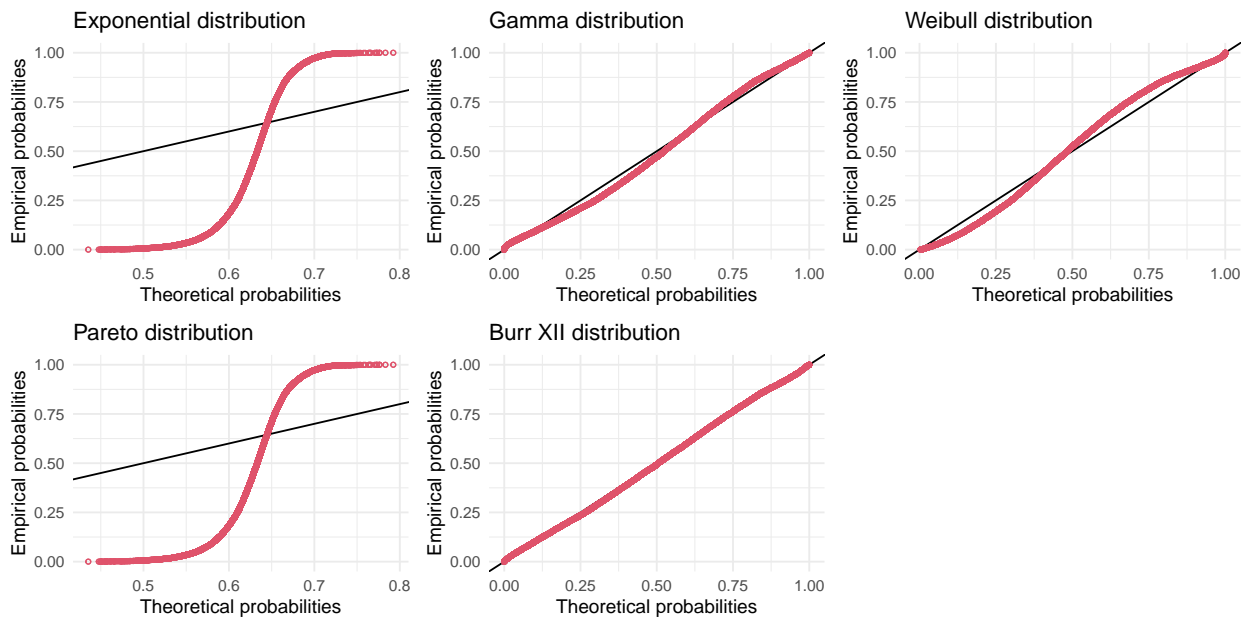 Exponential distribution
1.00
0.75
0.50
0.25
0.00
Empirical probabilities
0.5 0.6 0.7 0.8
Theoretical probabilities
Gamma distribution
1.00
0.75
0.50
0.25
0.00
Empirical probabilities
0.00 0.25 0.50 0.75 1.00
Theoretical probabilities
Weibull distribution
1.00
0.75
0.50
0.25
0.00
Empirical probabilities
0.00 0.25 0.50 0.75 1.00
Theoretical probabilities
Pareto distribution
1.00
0.75
0.50
0.25
0.00
Empirical probabilities
0.5 0.6 0.7 0.8
Theoretical probabilities
Burr XII distribution
1.00
0.75
0.50
0.25
0.00
Empirical probabilities
0.00 0.25 0.50 0.75 1.00
Theoretical probabilities